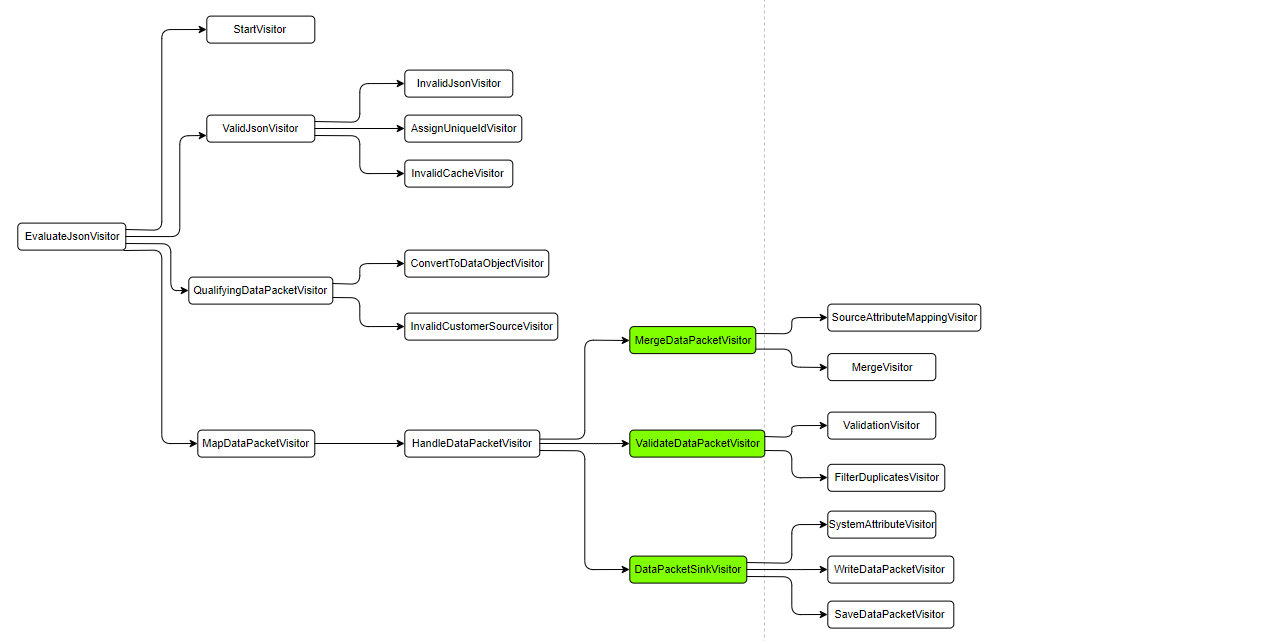 StartVisitor
InvalidJsonVisitor
ValidJsonVisitor
AssignUniqueIdVisitor
InvalidCacheVisitor
EvaluateJsonVisitor
ConvertToDataObjectVisitor
QualifyingDataPacketVisitor
InvalidCustomerSourceVisitor
SourceAttributeMappingVisitor
MergeDataPacketVisitor
MergeVisitor
MapDataPacketVisitor
HandleDataPacketVisitor
ValidateDataPacketVisitor
ValidationVisitor
FilterDuplicatesVisitor
SystemAttributeVisitor
DataPacketSinkVisitor
WriteDataPacketVisitor
SaveDataPacketVisitor